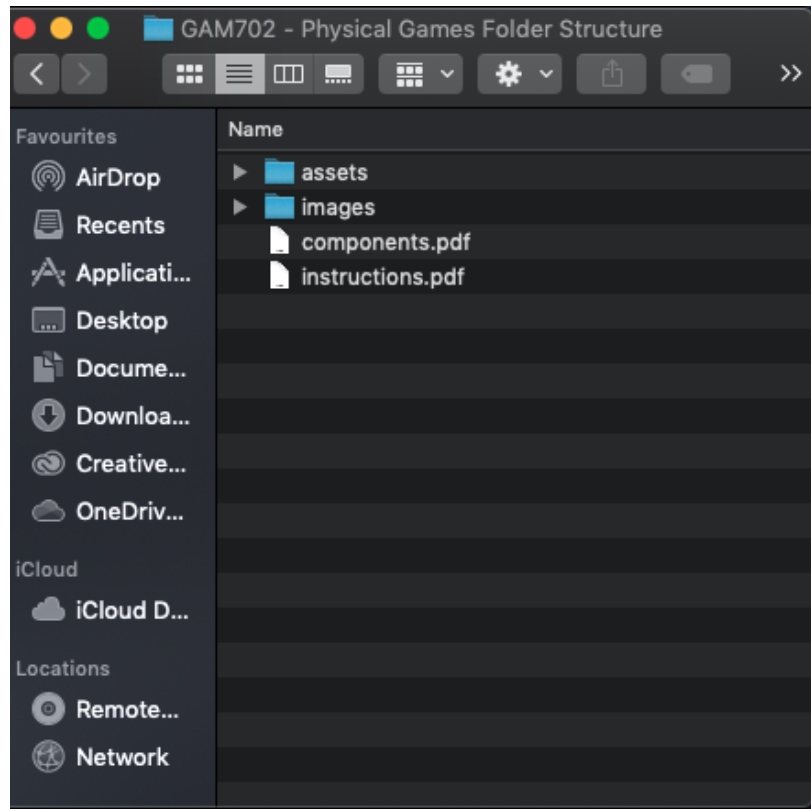 GAM702 - Physical Games Folder Structure
Favourites
AirDrop
Recents
Applicati...
Desktop
Docume...
Downloa...
Creative...
OneDriv...
iCloud
iCloud D...
Locations
Remote...
Network
Name
assets
images
components.pdf
instructions.pdf